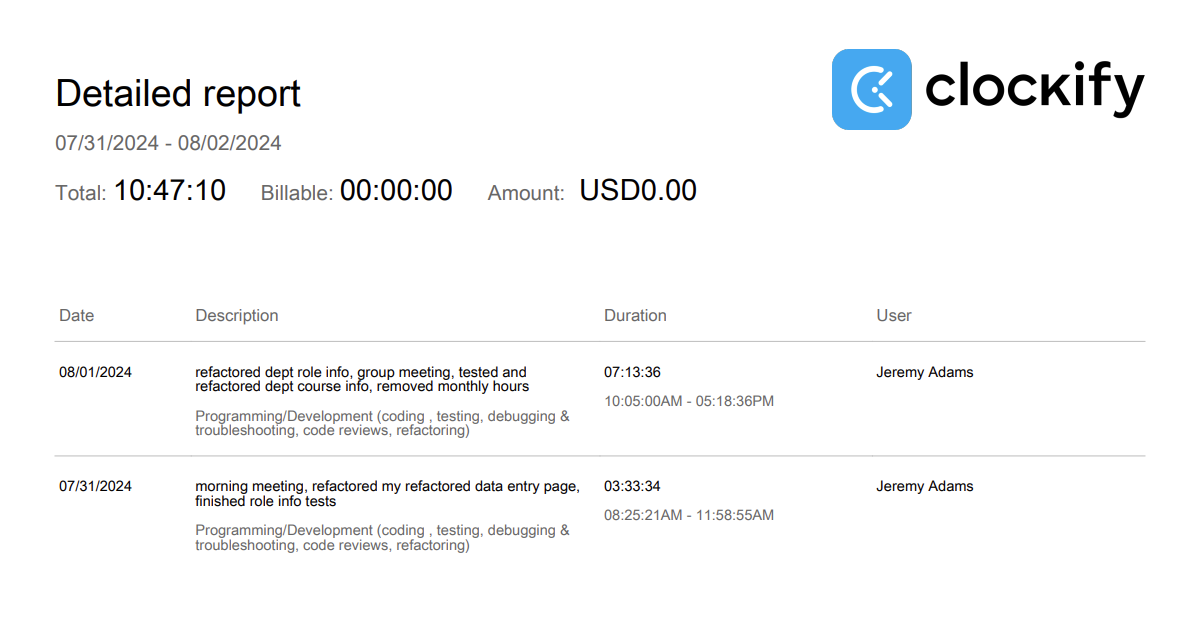 clockify
Detailed report
07/31/2024 - 08/02/2024
Total: 10:47:10 Billable: 00:00:00 Amount: USD0.00
Date Description Duration User
08/01/2024 refactored dept role info, group meeting, tested and 07:13:36 Jeremy Adams
refactored dept course info, removed monthly hours
10:05:00AM - 05:18:36PM
Programming/Development (coding , testing, debugging &
troubleshooting, code reviews, refactoring)
07/31/2024 morning meeting, refactored my refactored data entry page, 03:33:34 Jeremy Adams
finished role info tests
08:25:21AM - 11:58:55AM
Programming/Development (coding , testing, debugging &
troubleshooting, code reviews, refactoring)